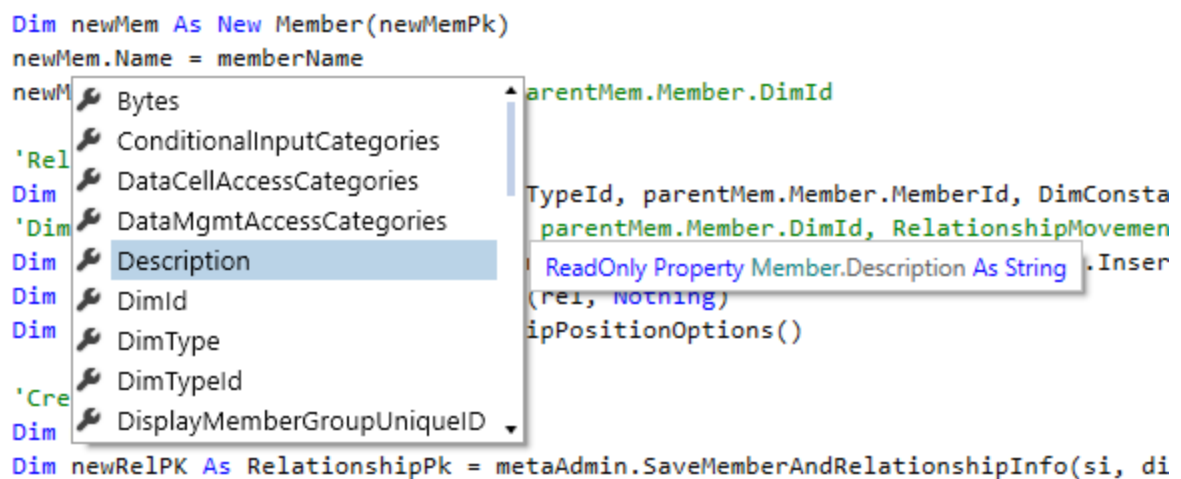 Dim newMem As New Member(newMemPk)
newMem.Name = memberName
newM arentMem.Member.DimId
Bytes
ConditionalInputCategories
'Rel
DataCellAccessCategories
Dim TypeId, parentMem.Member.MemberId, DimConsta
DataMgmtAccessCategories
'Dim parentMem.Member.DimId, RelationshipMovemen
Description
ReadOnly Property Member.Description As String
Dim .Inser
DimId
Dim (rel, Nothing)
Dim ipPositionOptions()
DimType
DimTypeId
'Cre
DisplayMemberGroupUniqueID
Dim
Dim newRelPK As RelationshipPk = metaAdmin.SaveMemberAndRelationshipInfo(si, di